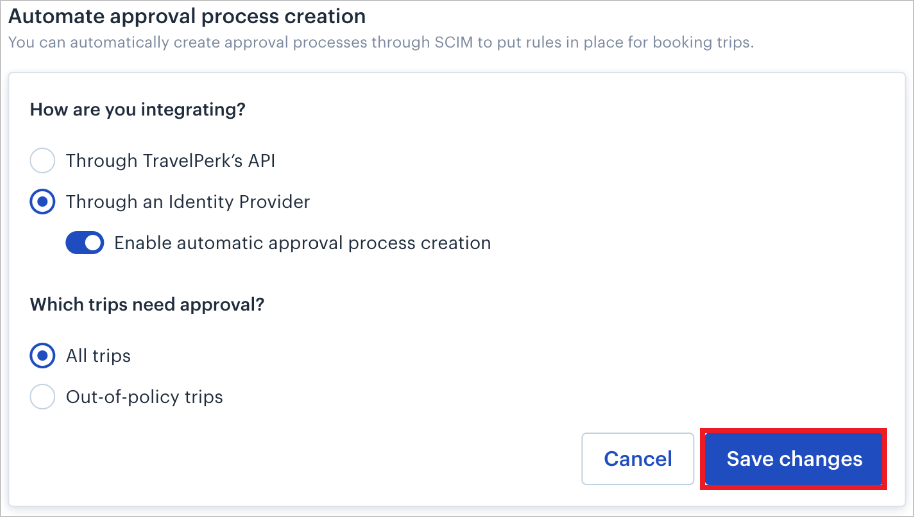 Automate approval process creation
You can automatically create approval processes through SCIM to put rules in place for booking trips.
How are you integrating?
Through TravelPerk’s API
Through an Identity Provider
Enable automatic approval process creation
Which trips need approval?
All trips
Out-of-policy trips
Cancel
Save changes